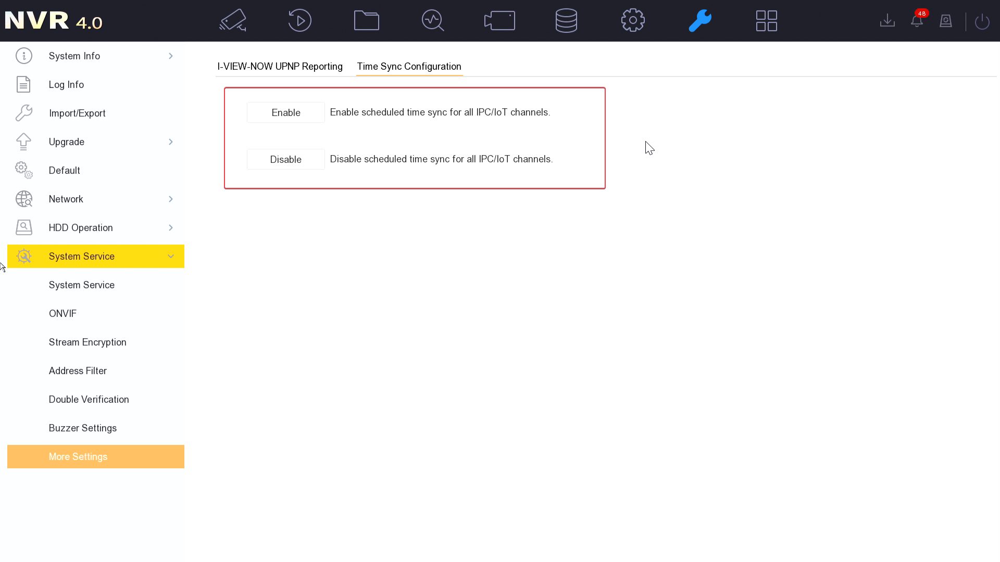 NVR 4.0
48
System Info
Log Info
Import/Export
Upgrade
Default
Network
HDD Operation
System Service
System Service
ONVIF
Stream Encryption
Address Filter
Double Verification
Buzzer Settings
More Settings
I-VIEW-NOW UPNP Reporting
Time Sync Configuration
Enable
Enable scheduled time sync for all IPC/IoT channels.
Disable
Disable scheduled time sync for all IPC/IoT channels.